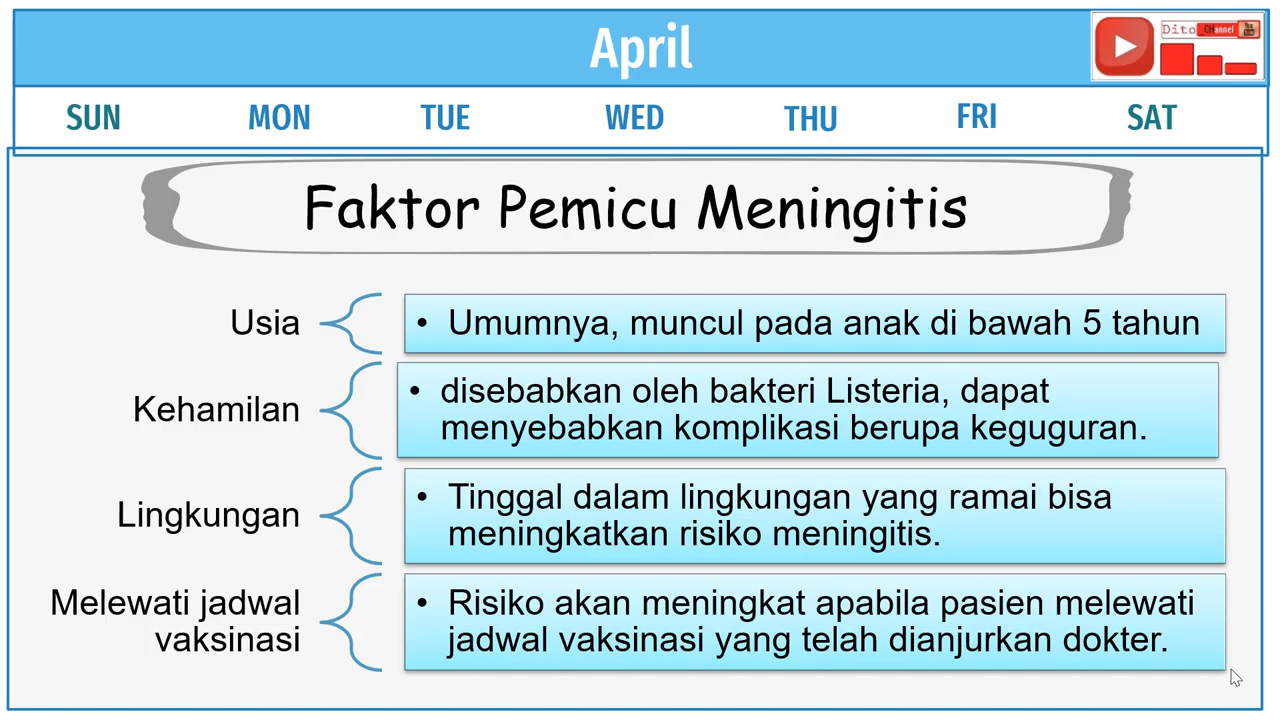 April
Dito CHannel
SUN MON TUE WED THU FRI SAT
Faktor Pemicu Meningitis
Usia
• Umumnya, muncul pada anak di bawah 5 tahun
Kehamilan
• disebabkan oleh bakteri Listeria, dapat
menyebabkan komplikasi berupa keguguran.
Lingkungan
• Tinggal dalam lingkungan yang ramai bisa
meningkatkan risiko meningitis.
Melewati jadwal
vaksinasi
• Risiko akan meningkat apabila pasien melewati
jadwal vaksinasi yang telah dianjurkan dokter.